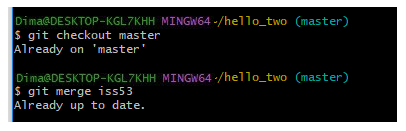 Dima@DESKTOP-KGL7KHH MINGW64 ~/hello_two (master)
$ git checkout master
Already on 'master'
Dima@DESKTOP-KGL7KHH MINGW64 ~/hello_two (master)
$ git merge iss53
Already up to date.